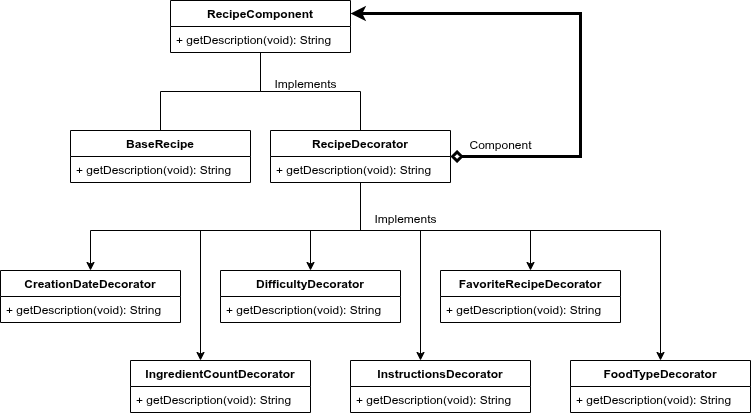 RecipeComponent
+ getDescription(void): String
Implements
BaseRecipe
+ getDescription(void): String
RecipeDecorator
+ getDescription(void): String
Component
Implements
CreationDateDecorator
+ getDescription(void): String
DifficultyDecorator
+ getDescription(void): String
FavoriteRecipeDecorator
+ getDescription(void): String
IngredientCountDecorator
+ getDescription(void): String
InstructionsDecorator
+ getDescription(void): String
FoodTypeDecorator
+ getDescription(void): String